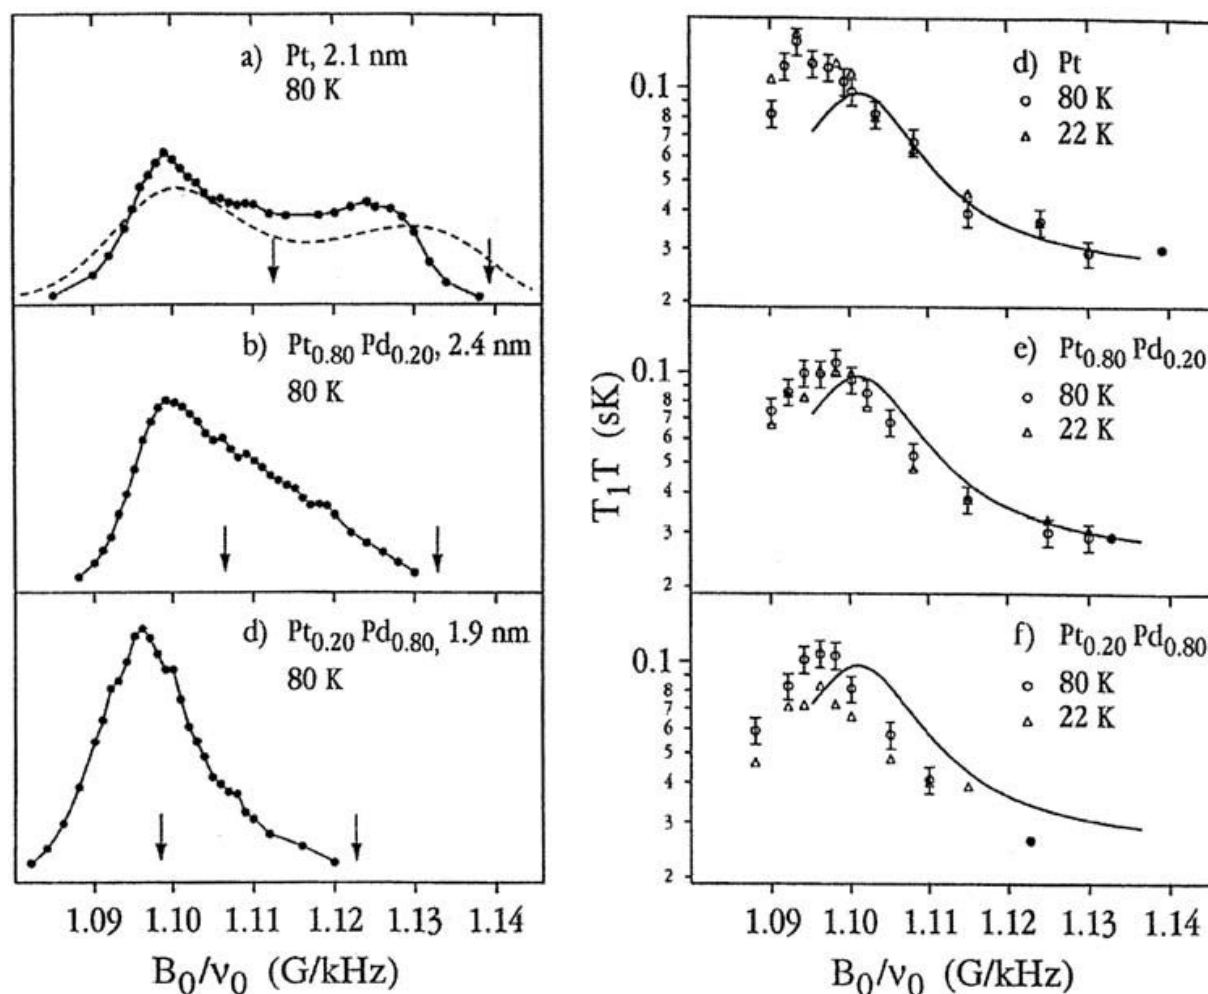 a) Pt, 2.1 nm
80 K
b) Pt0.80 Pd0.20, 2.4 nm
80 K
d) Pt0.20 Pd0.80, 1.9 nm
80 K
1.09 1.10 1.11 1.12 1.13 1.14
B0/ν0 (G/kHz)
T1T (sK)
d) Pt
80 K
22 K
0.1
8
7
6
5
4
3
2
e) Pt0.80 Pd0.20
80 K
22 K
0.1
8
7
6
5
4
3
2
f) Pt0.20 Pd0.80
80 K
22 K
0.1
8
7
6
5
4
3
2
1.09 1.10 1.11 1.12 1.13 1.14
B0/ν0 (G/kHz)